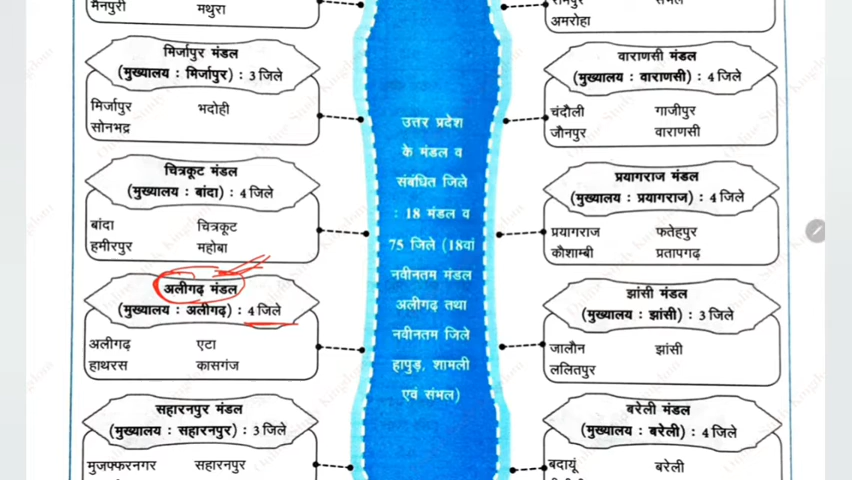 मैनपुरी मथुरा
मिर्जापुर मंडल
(मुख्यालय : मिर्जापुर) : 3 जिले
मिर्जापुर भदोही
सोनभद्र
चित्रकूट मंडल
(मुख्यालय : बांदा) : 4 जिले
बांदा चित्रकूट
हमीरपुर महोबा
अलीगढ़ मंडल
(मुख्यालय : अलीगढ़) : 4 जिले
अलीगढ़ एटा
हाथरस कासगंज
सहारनपुर मंडल
(मुख्यालय : सहारनपुर) : 3 जिले
मुजफ्फरनगर सहारनपुर
उत्तर प्रदेश
के मंडल व
संबंधित जिले
: 18 मंडल व
75 जिले (18वां
नवीनतम मंडल
अलीगढ़ तथा
नवीनतम जिले
हापुड़, शामली
एवं संभल)
रामपुर संभल
अमरोहा
वाराणसी मंडल
(मुख्यालय : वाराणसी) : 4 जिले
चंदौली गाजीपुर
जौनपुर वाराणसी
प्रयागराज मंडल
(मुख्यालय : प्रयागराज) : 4 जिले
प्रयागराज फतेहपुर
कौशाम्बी प्रतापगढ़
झांसी मंडल
(मुख्यालय : झांसी) : 3 जिले
जालौन झांसी
ललितपुर
बरेली मंडल
(मुख्यालय : बरेली) : 4 जिले
बदायूं बरेली